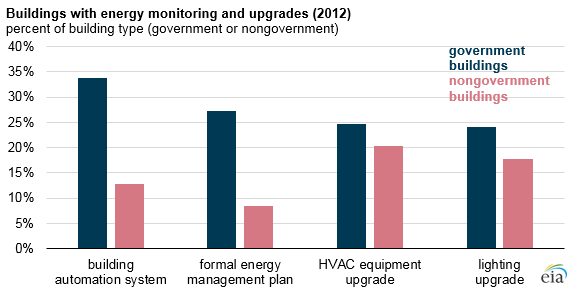 Buildings with energy monitoring and upgrades (2012)
percent of building type (government or nongovernment)
40%
35%
30%
25%
20%
15%
10%
5%
0%
government
buildings
nongovernment
buildings
building
automation system
formal energy
management plan
HVAC equipment
upgrade
lighting
upgrade
eia